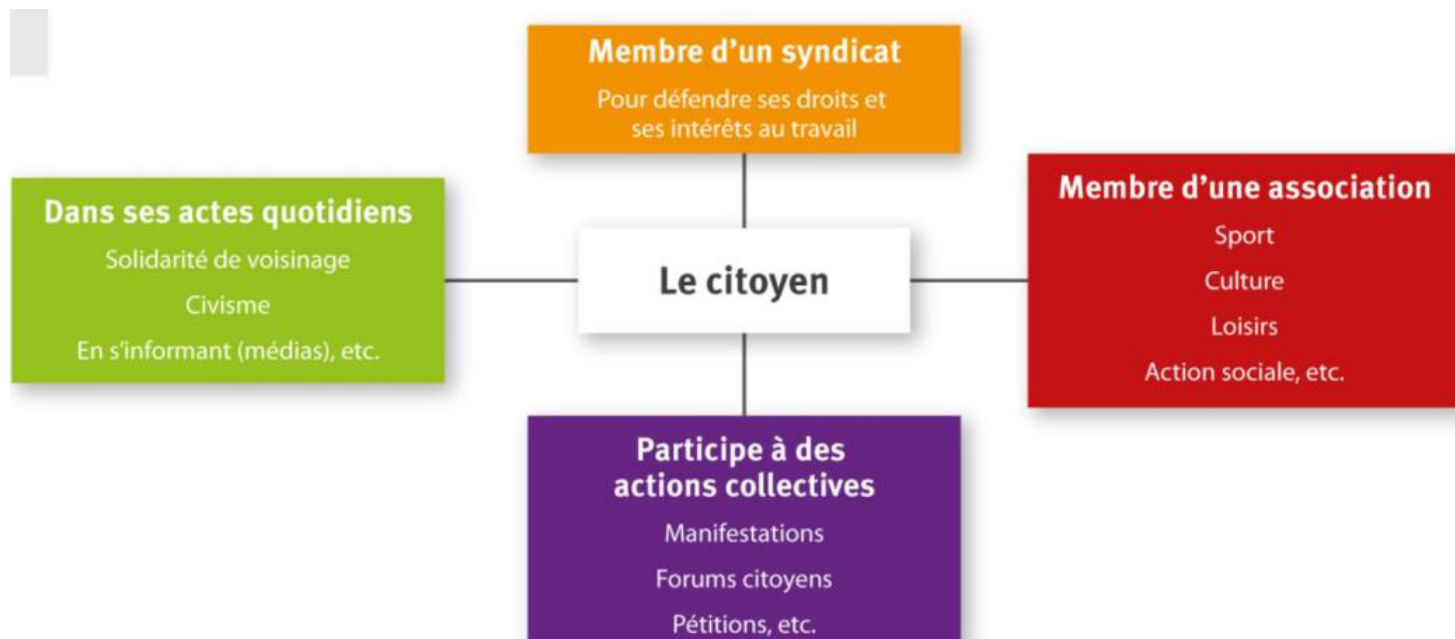 Membre d'un syndicat
Pour défendre ses droits et
ses intérêts au travail
Dans ses actes quotidiens
Solidarité de voisinage
Civisme
En s'informant (médias), etc.
Le citoyen
Membre d'une association
Sport
Culture
Loisirs
Action sociale, etc.
Participe à des
actions collectives
Manifestations
Forums citoyens
Pétitions, etc.